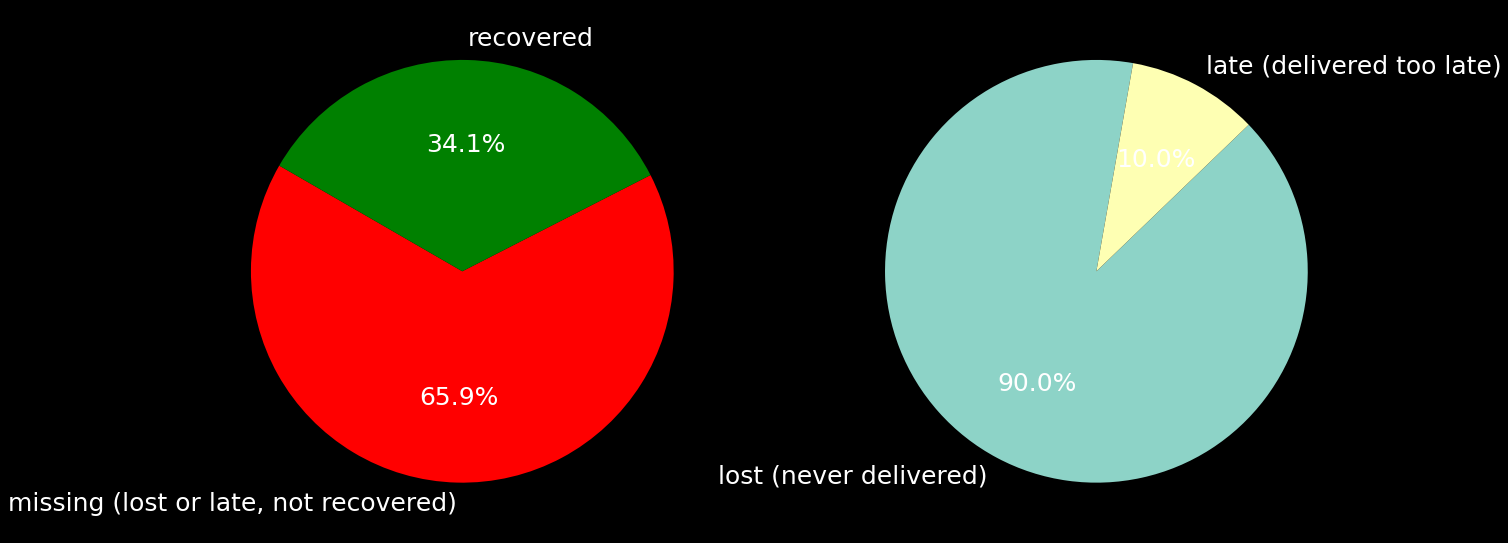 recovered
34.1%
65.9%
missing (lost or late, not recovered)
late (delivered too late)
10.0%
90.0%
lost (never delivered)